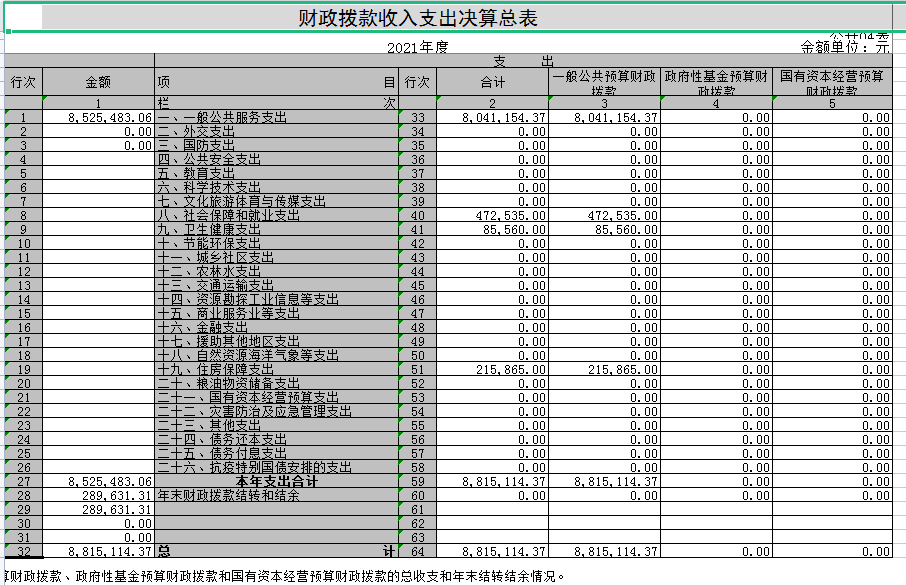 财政拨款收入支出决算总表
2021年度
金额单位：元
支 出
行次 金额 项 目 行次 合计 一般公共预算财政拨款 政府性基金预算财政拨款 国有资本经营预算财政拨款
1 栏 次 2 3 4 5
1 8,525,483.06 一、一般公共服务支出 33 8,041,154.37 8,041,154.37 0.00 0.00
2 0.00 二、外交支出 34 0.00 0.00 0.00 0.00
3 0.00 三、国防支出 35 0.00 0.00 0.00 0.00
4 四、公共安全支出 36 0.00 0.00 0.00 0.00
5 五、教育支出 37 0.00 0.00 0.00 0.00
6 六、科学技术支出 38 0.00 0.00 0.00 0.00
7 七、文化旅游体育与传媒支出 39 0.00 0.00 0.00 0.00
8 八、社会保障和就业支出 40 472,535.00 472,535.00 0.00 0.00
9 九、卫生健康支出 41 85,560.00 85,560.00 0.00 0.00
10 十、节能环保支出 42 0.00 0.00 0.00 0.00
11 十一、城乡社区支出 43 0.00 0.00 0.00 0.00
12 十二、农林水支出 44 0.00 0.00 0.00 0.00
13 十三、交通运输支出 45 0.00 0.00 0.00 0.00
14 十四、资源勘探工业信息等支出 46 0.00 0.00 0.00 0.00
15 十五、商业服务业等支出 47 0.00 0.00 0.00 0.00
16 十六、金融支出 48 0.00 0.00 0.00 0.00
17 十七、援助其他地区支出 49 0.00 0.00 0.00 0.00
18 十八、自然资源海洋气象等支出 50 0.00 0.00 0.00 0.00
19 十九、住房保障支出 51 215,865.00 215,865.00 0.00 0.00
20 二十、粮油物资储备支出 52 0.00 0.00 0.00 0.00
21 二十一、国有资本经营预算支出 53 0.00 0.00 0.00 0.00
22 二十二、灾害防治及应急管理支出 54 0.00 0.00 0.00 0.00
23 二十三、其他支出 55 0.00 0.00 0.00 0.00
24 二十四、债务还本支出 56 0.00 0.00 0.00 0.00
25 二十五、债务付息支出 57 0.00 0.00 0.00 0.00
26 二十六、抗疫特别国债安排的支出 58 0.00 0.00 0.00 0.00
27 8,525,483.06 本年支出合计 59 8,815,114.37 8,815,114.37 0.00 0.00
28 289,631.31 年末财政拨款结转和结余 60 0.00 0.00 0.00 0.00
29 289,631.31 61
30 0.00 62
31 0.00 63
32 8,815,114.37 总 计 64 8,815,114.37 8,815,114.37 0.00 0.00
财政拨款、政府性基金预算财政拨款和国有资本经营预算财政拨款的总收支和年末结转结余情况。